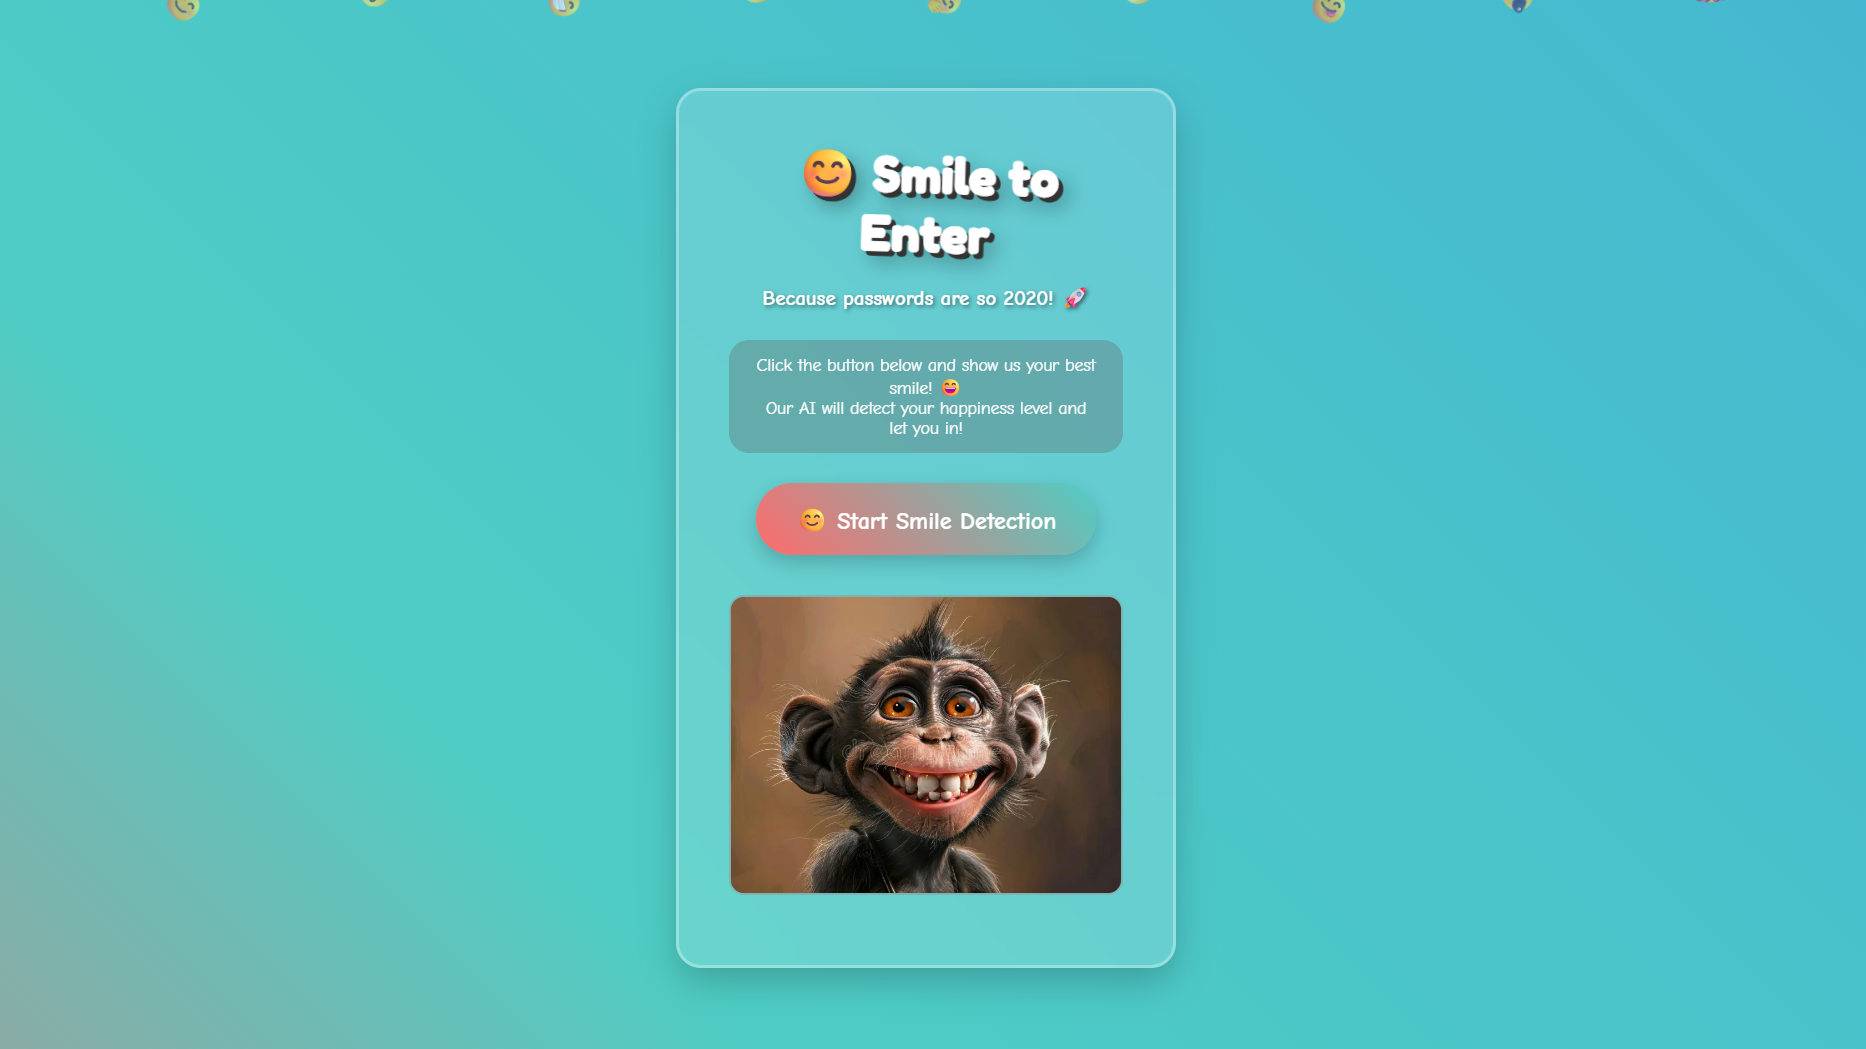 😊 Smile to
Enter
Because passwords are so 2020! 🚀
Click the button below and show us your best
smile! 😄
Our AI will detect your happiness level and
let you in!
😊 Start Smile Detection